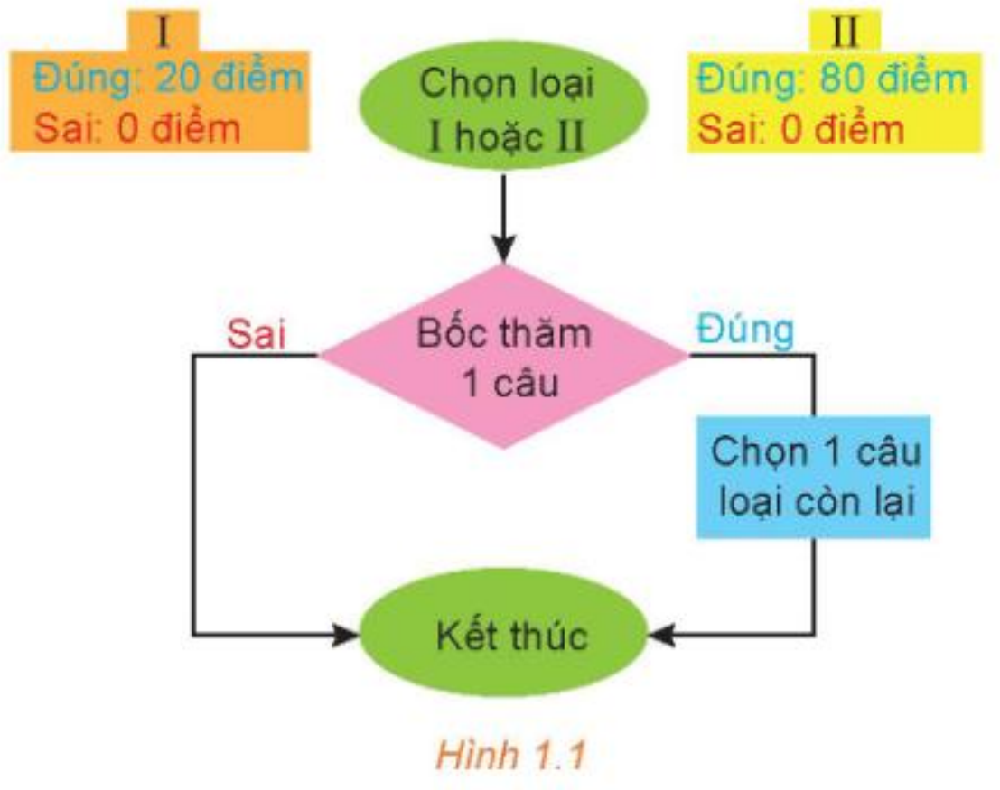 I
Đúng: 20 điểm
Sai: 0 điểm
Chọn loại
I hoặc II
II
Đúng: 80 điểm
Sai: 0 điểm
Sai
Bốc thăm
1 câu
Đúng
Chọn 1 câu
loại còn lại
Kết thúc
Hình 1.1